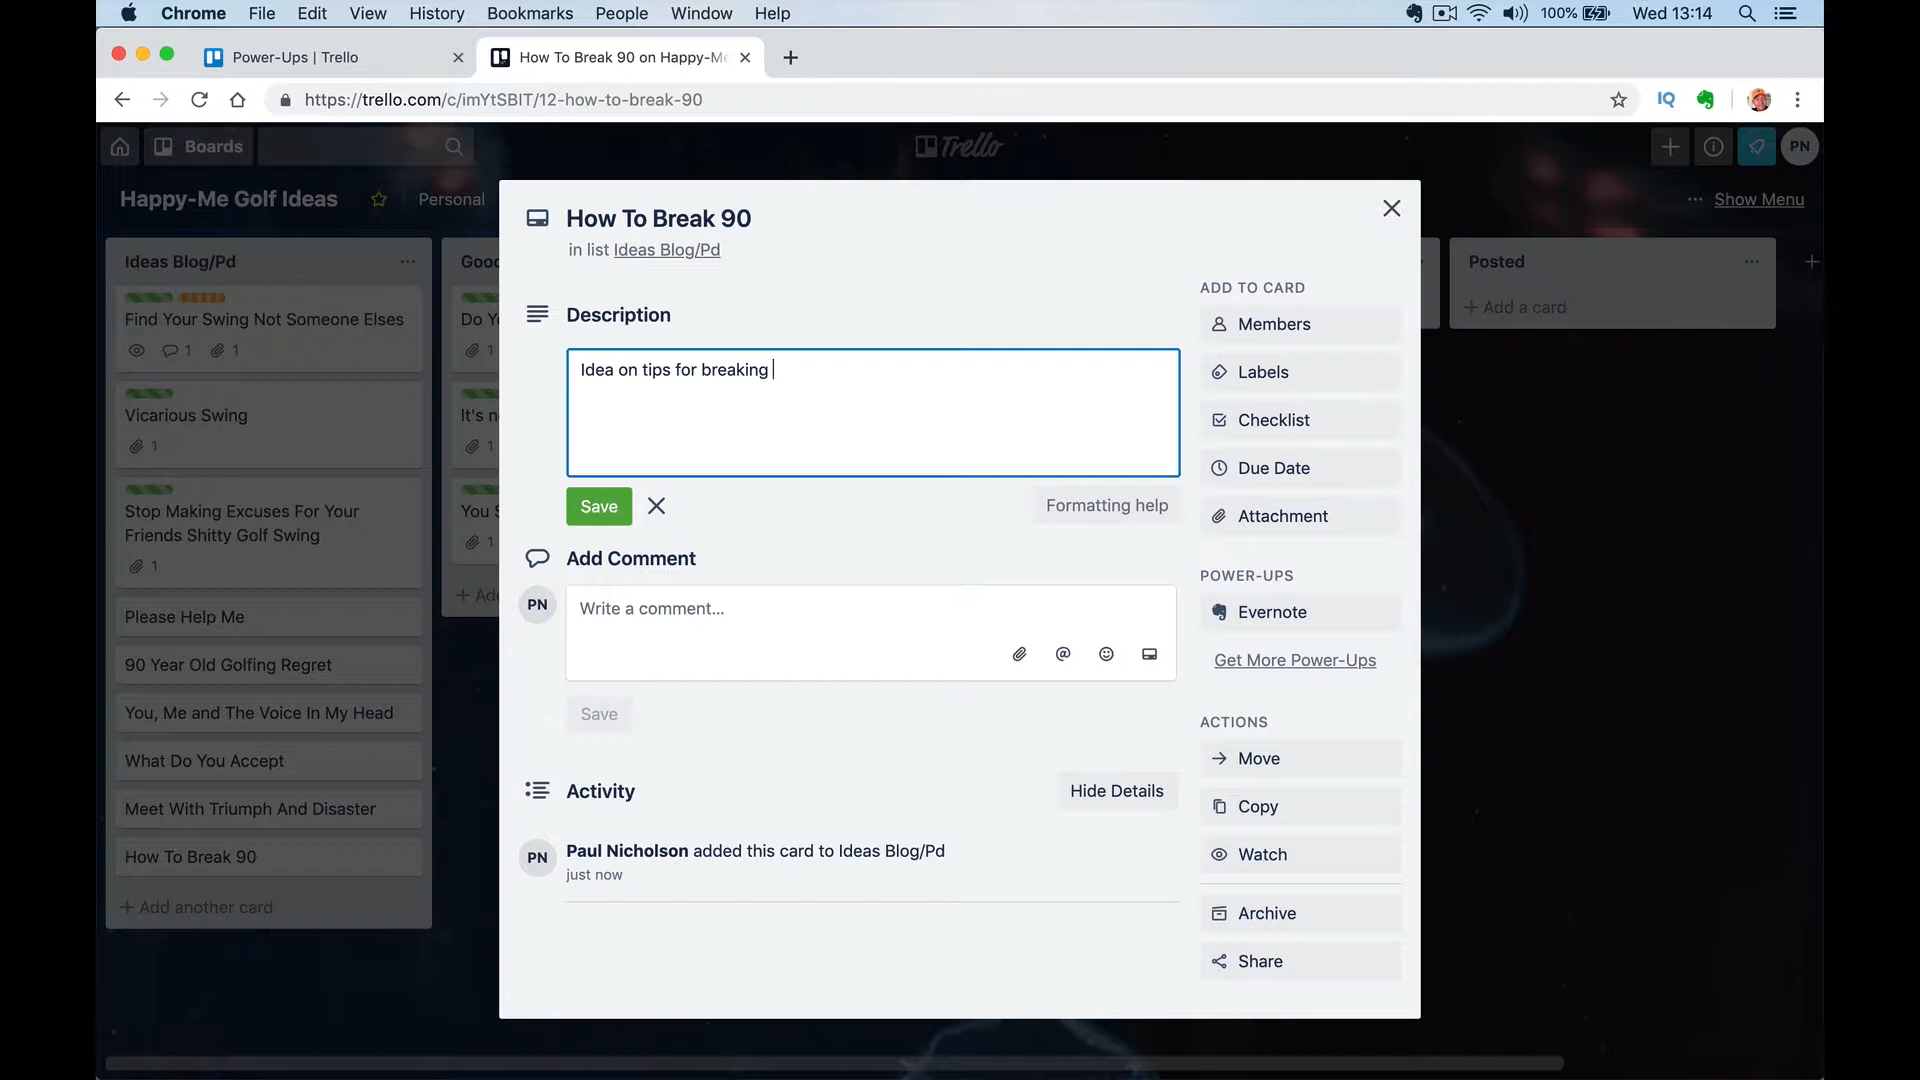 Chrome File Edit View History Bookmarks People Window Help 100% Wed 13:14
Power-Ups | Trello
How To Break 90 on Happy-Me
https://trello.com/c/imYtSBIT/12-how-to-break-90
IQ
Boards
Trello
PN
Happy-Me Golf Ideas
Personal
Show Menu
Ideas Blog/Pd
Find Your Swing Not Someone Elses
1 1
Vicarious Swing
1
Stop Making Excuses For Your
Friends Shitty Golf Swing
1
Please Help Me
90 Year Old Golfing Regret
You, Me and The Voice In My Head
What Do You Accept
Meet With Triumph And Disaster
How To Break 90
+ Add another card
Good
Do Yo
1
It's n
1
You S
1
+ Add
How To Break 90
in list Ideas Blog/Pd
Description
Idea on tips for breaking
Save
Formatting help
Add Comment
PN
Write a comment...
@
Save
Activity
Hide Details
PN
Paul Nicholson added this card to Ideas Blog/Pd
just now
ADD TO CARD
Members
Labels
Checklist
Due Date
Attachment
POWER-UPS
Evernote
Get More Power-Ups
ACTIONS
Move
Copy
Watch
Archive
Share
Posted
+ Add a card